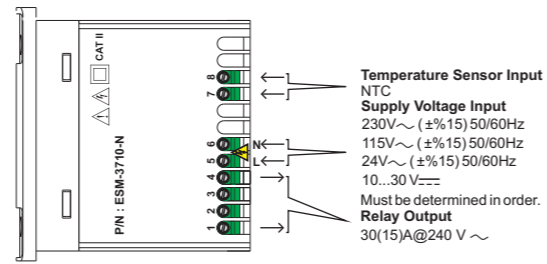 CAT II
P/N : ESM-3710-N
8
7
6
5
4
3
2
1
N
L
Temperature Sensor Input
NTC
Supply Voltage Input
230V～ (±%15) 50/60Hz
115V～ (±%15) 50/60Hz
24V～ (±%15) 50/60Hz
10...30 V⎓
Must be determined in order.
Relay Output
30(15)A@240 V ～